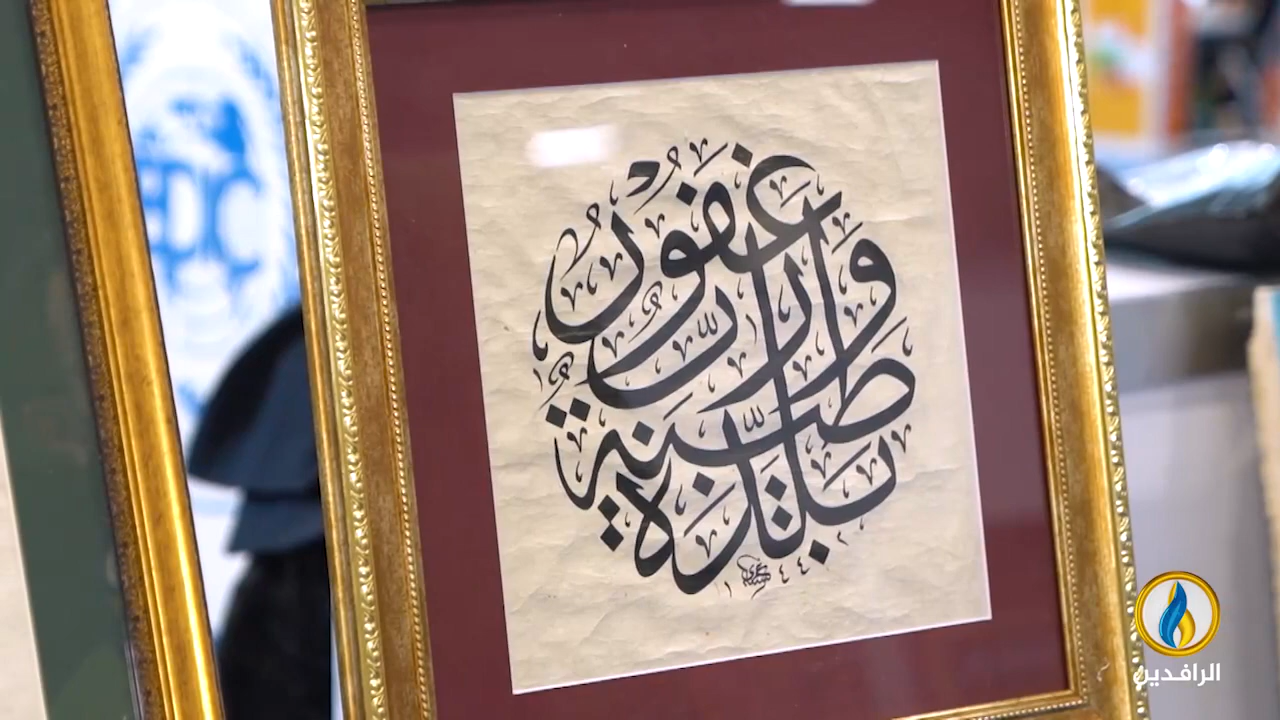 بلدة طيبة
ورب غفور
الرافدين